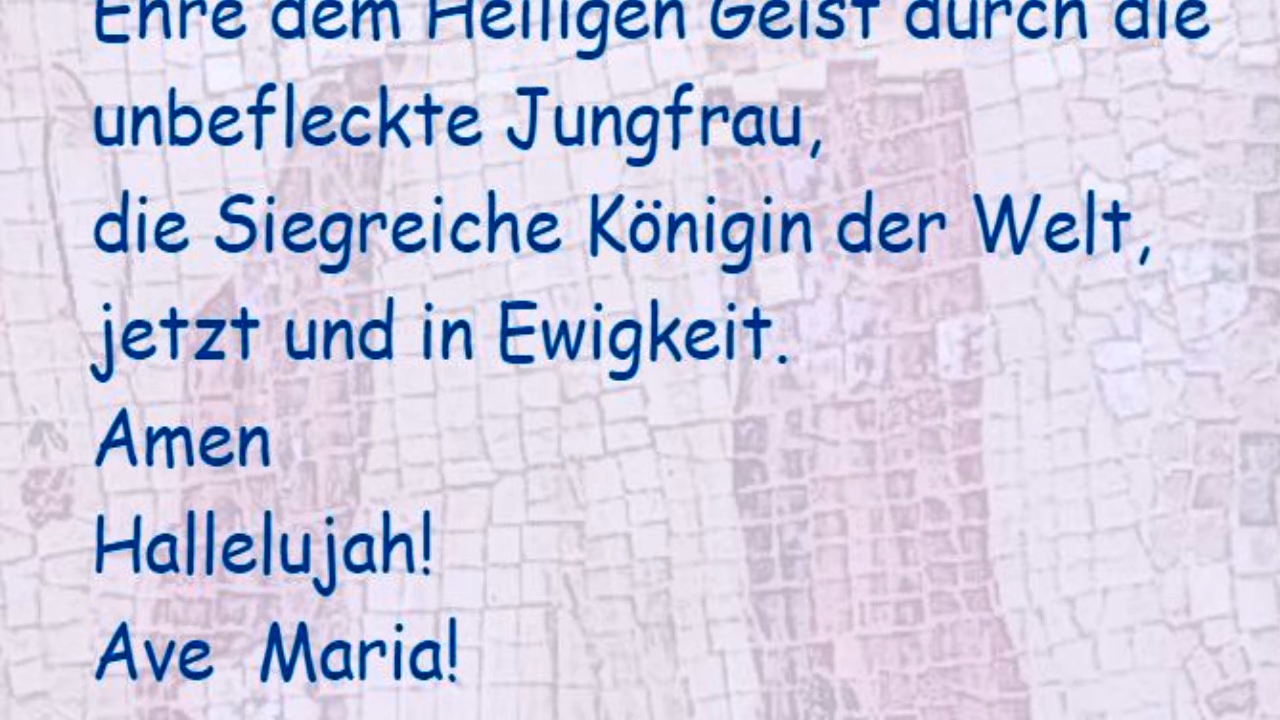 Ehre dem Heiligen Geist durch die
unbefleckte Jungfrau,
die Siegreiche Königin der Welt,
jetzt und in Ewigkeit.
Amen
Hallelujah!
Ave Maria!